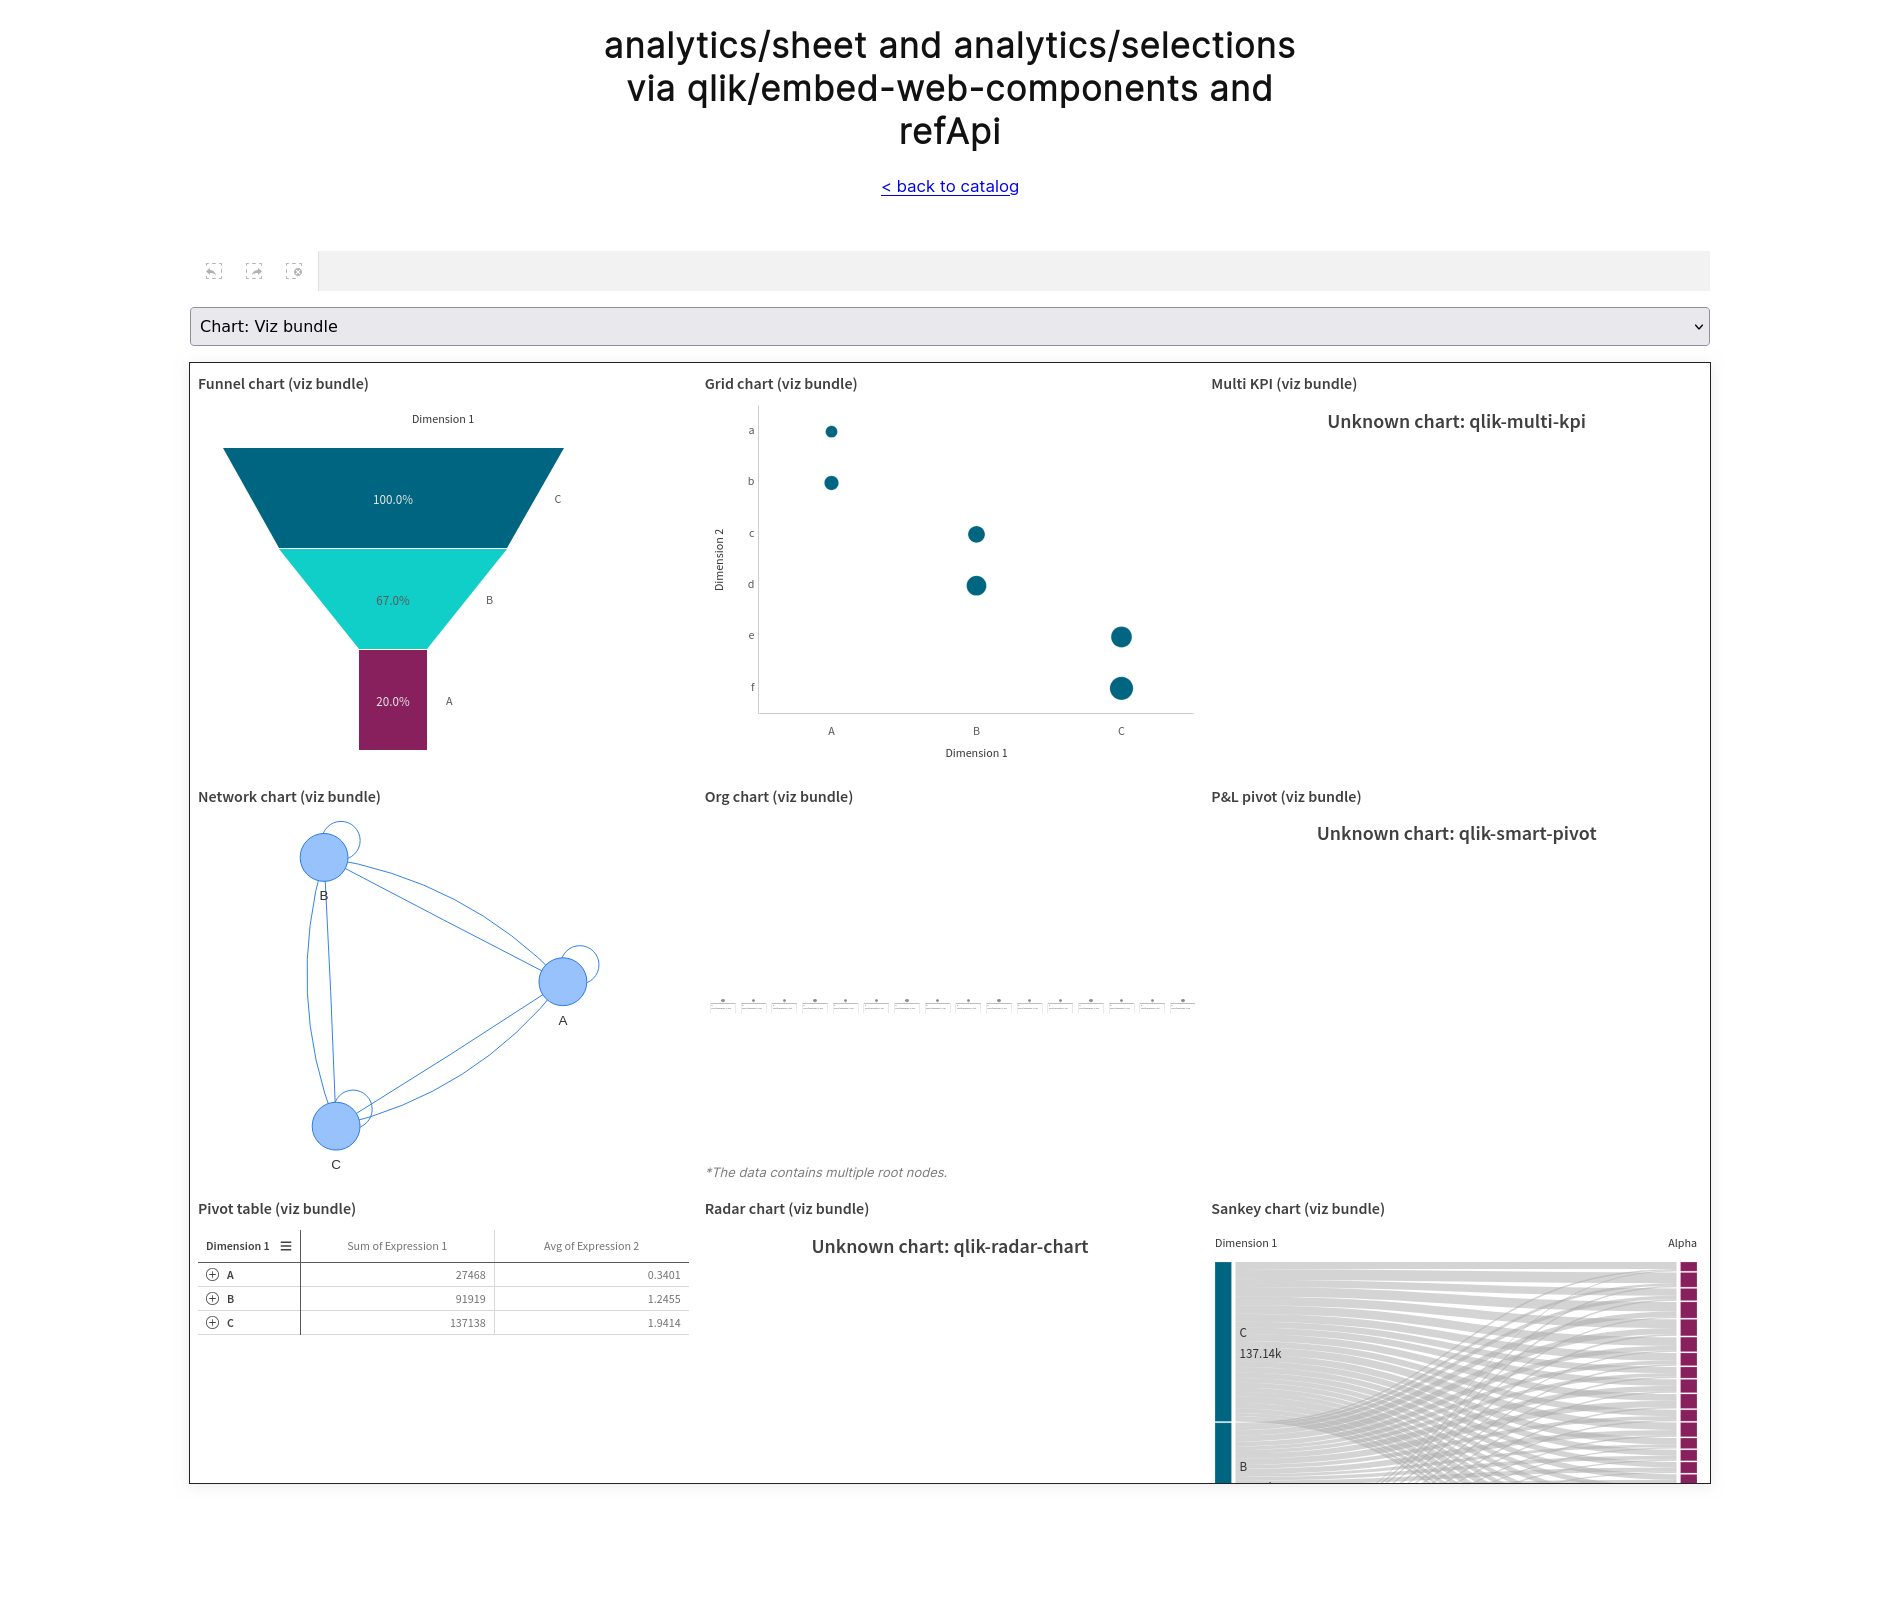 analytics/sheet and analytics/selections
via qlik/embed-web-components and
refApi
< back to catalog
Chart: Viz bundle
Funnel chart (viz bundle)
Dimension 1
100.0%
C
67.0%
B
20.0%
A
Grid chart (viz bundle)
Dimension 2
a
b
c
d
e
f
A B C
Dimension 1
Multi KPI (viz bundle)
Unknown chart: qlik-multi-kpi
Network chart (viz bundle)
B
A
C
Org chart (viz bundle)
*The data contains multiple root nodes.
P&L pivot (viz bundle)
Unknown chart: qlik-smart-pivot
Pivot table (viz bundle)
Dimension 1 Sum of Expression 1 Avg of Expression 2
A 27468 0.3401
B 91919 1.2455
C 137138 1.9414
Radar chart (viz bundle)
Unknown chart: qlik-radar-chart
Sankey chart (viz bundle)
Dimension 1 Alpha
C
137.14k
B